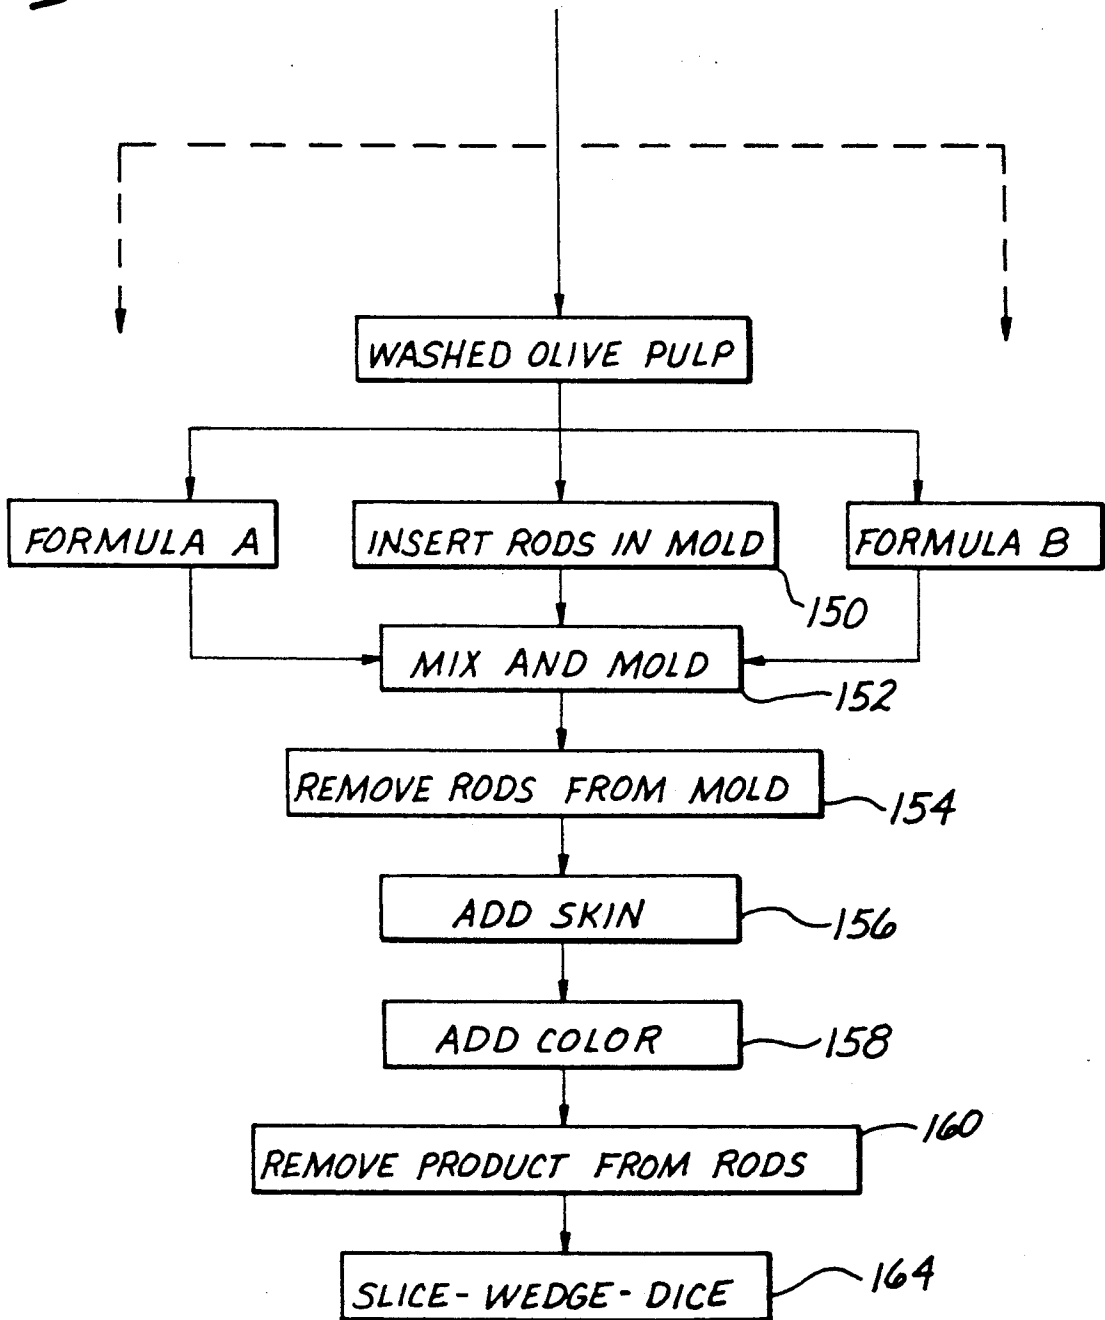 WASHED OLIVE PULP
FORMULA A
INSERT RODS IN MOLD
FORMULA B
150
MIX AND MOLD
152
REMOVE RODS FROM MOLD
154
ADD SKIN
156
ADD COLOR
158
160
REMOVE PRODUCT FROM RODS
164
SLICE - WEDGE - DICE